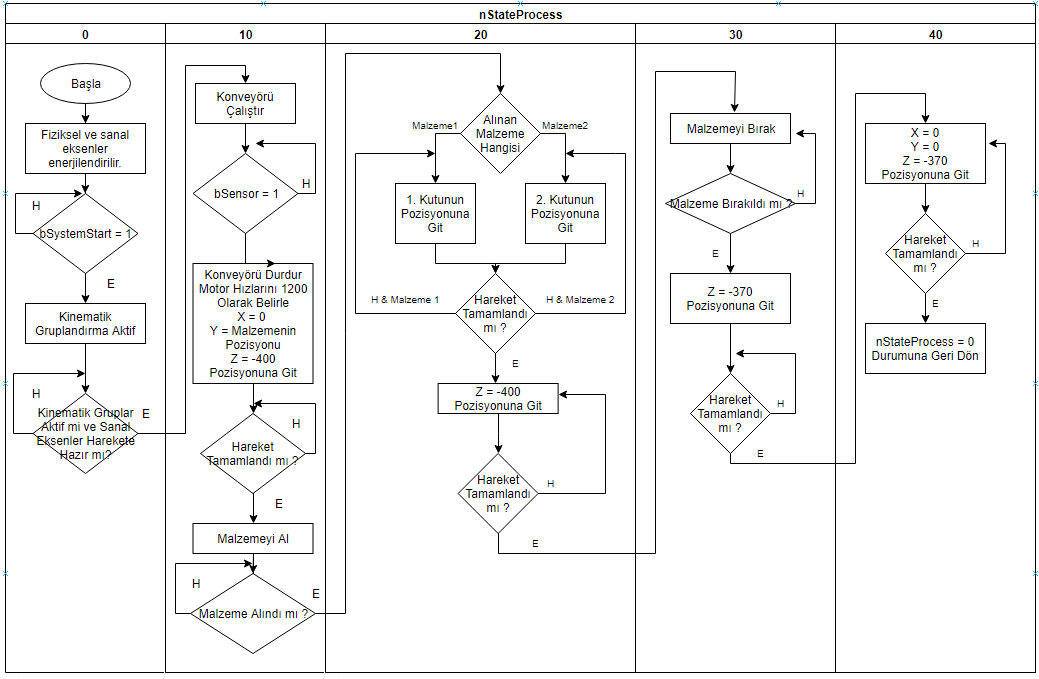 nStateProcess
0
10
20
30
40
Başla
Fiziksel ve sanal
eksenler
enerjilendirilir.
H
bSystemStart = 1
E
Kinematik
Gruplandırma Aktif
H
Kinematik Gruplar
Aktif mi ve Sanal
Eksenler Harekete
Hazır mı?
E
Konveyörü
Çalıştır
bSensor = 1
H
Konveyörü Durdur
Motor Hızlarını 1200
Olarak Belirle
X = 0
Y = Malzemenin
Pozisyonu
Z = -400
Pozisyonuna Git
H
Hareket
Tamamlandı mı ?
E
Malzemeyi Al
H
Malzeme Alındı mı ?
E
Alınan
Malzeme
Hangisi
Malzeme1
Malzeme2
1. Kutunun
Pozisyonuna
Git
2. Kutunun
Pozisyonuna
Git
H & Malzeme 1
Hareket
Tamamlandı
mı ?
H & Malzeme 2
E
Z = -400
Pozisyonuna Git
Hareket
Tamamlandı
mı ?
H
E
Malzemeyi Bırak
Malzeme Bırakıldı mı ?
H
E
Z = -370
Pozisyonuna Git
Hareket
Tamamlandı
mı ?
H
E
X = 0
Y = 0
Z = -370
Pozisyonuna Git
Hareket
Tamamlandı
mı ?
H
E
nStateProcess = 0
Durumuna Geri Dön